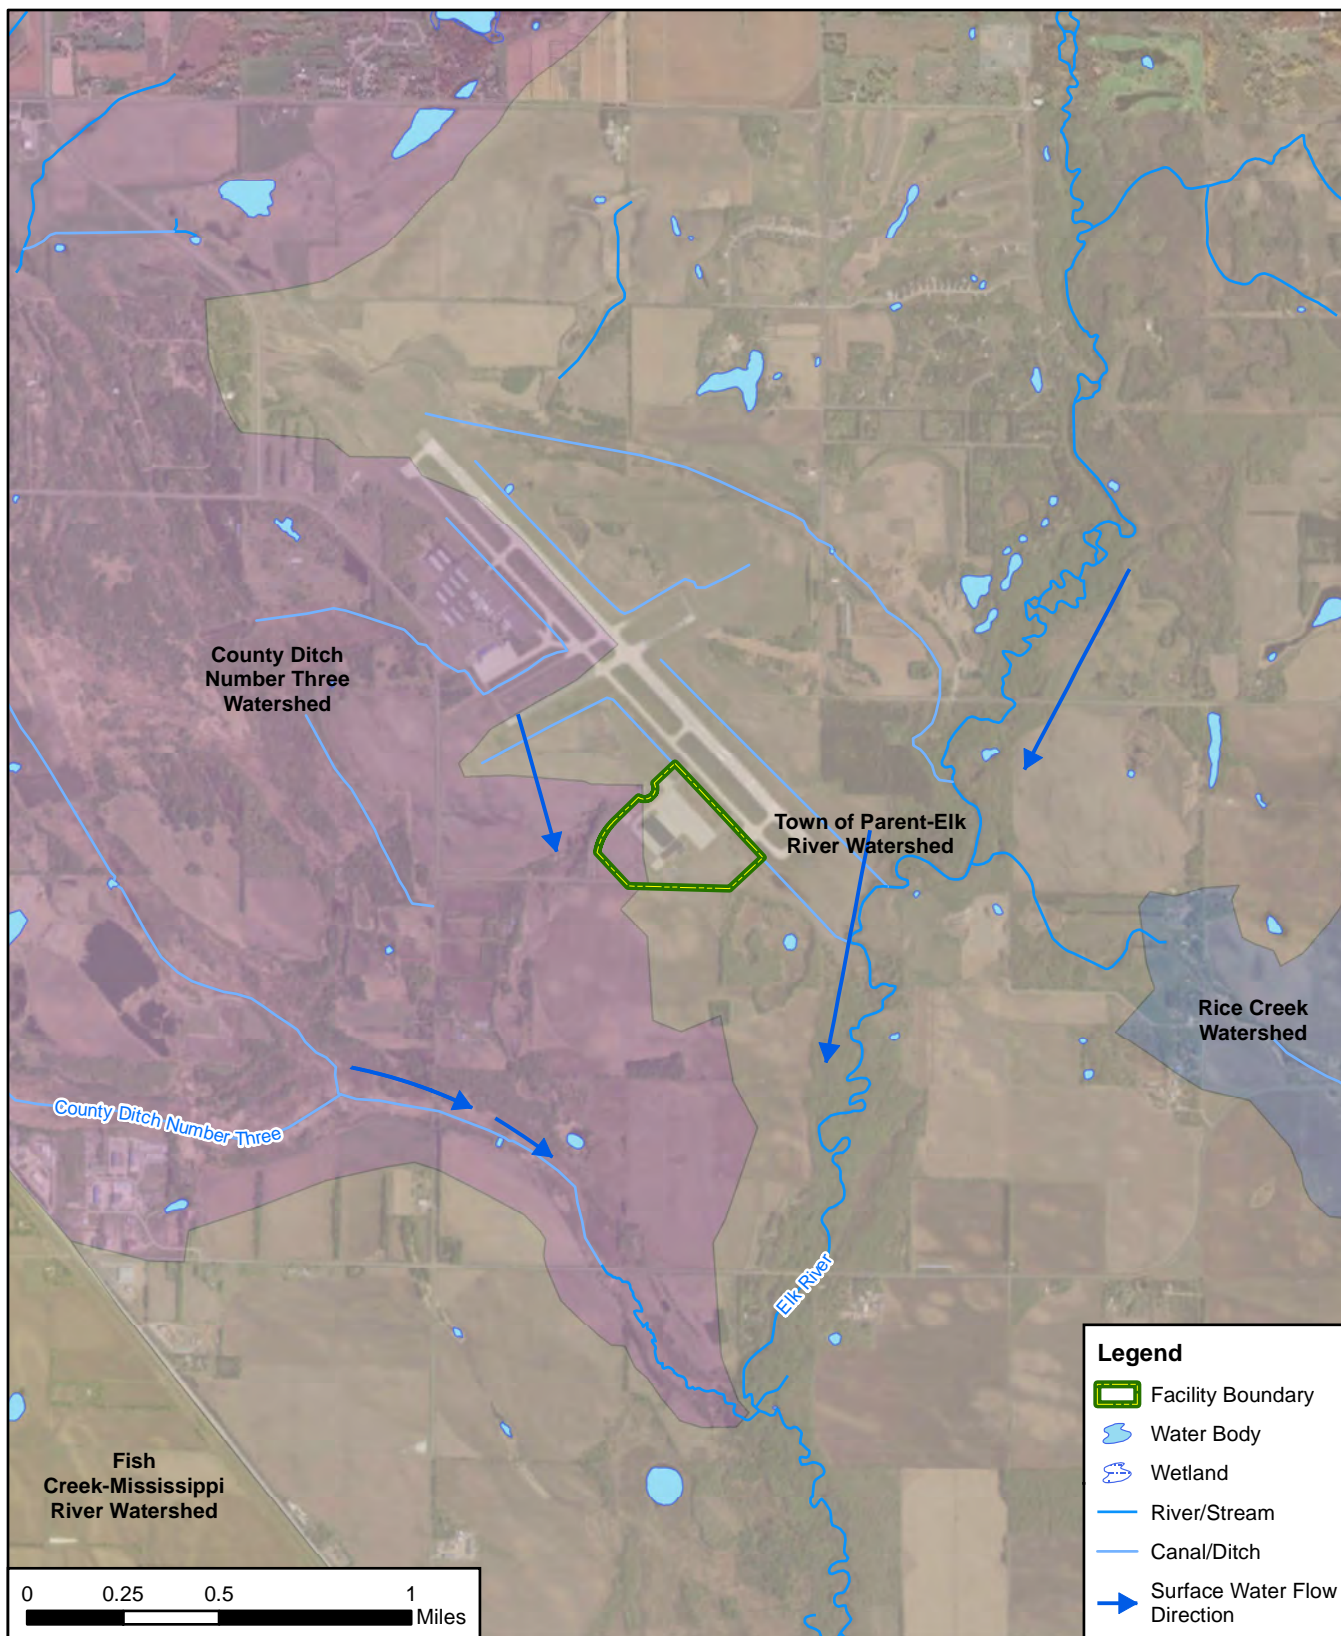 County Ditch
Number Three
Watershed
Town of Parent-Elk
River Watershed
Rice Creek
Watershed
County Ditch Number Three
Elk River
Fish
Creek-Mississippi
River Watershed
0 0.25 0.5 1
Miles
Legend
Facility Boundary
Water Body
Wetland
River/Stream
Canal/Ditch
Surface Water Flow
Direction